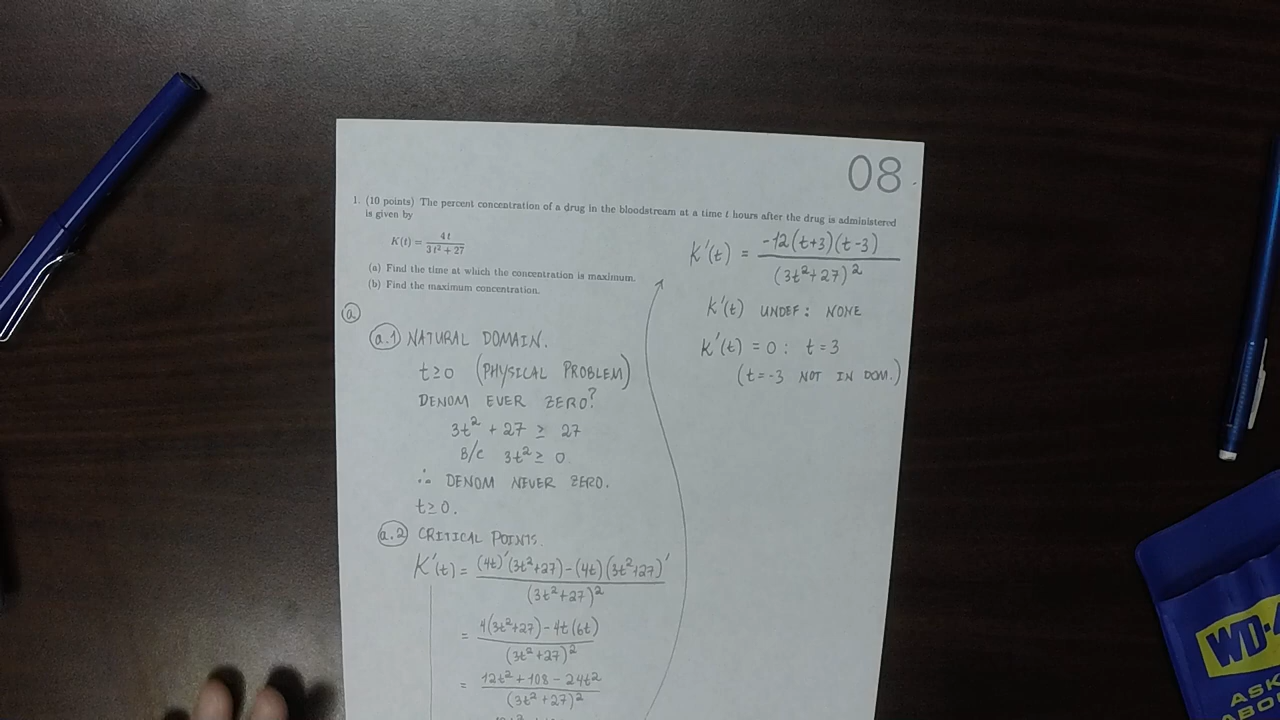 08
1. (10 points) The percent concentration of a drug in the bloodstream at a time t hours after the drug is administered
is given by
K(t) = 4t / (3t² + 27)
(a) Find the time at which the concentration is maximum.
(b) Find the maximum concentration.
(a)
(a.1) NATURAL DOMAIN.
t ≥ 0 (PHYSICAL PROBLEM)
DENOM EVER ZERO?
3t² + 27 ≥ 27
B/C 3t² ≥ 0
∴ DENOM NEVER ZERO.
t ≥ 0.
(a.2) CRITICAL POINTS.
K'(t) = ((4t)'(3t²+27) - (4t)(3t²+27)') / (3t²+27)²
= (4(3t²+27) - 4t(6t)) / (3t²+27)²
= (12t² + 108 - 24t²) / (3t²+27)²
K'(t) = -12(t+3)(t-3) / (3t²+27)²
K'(t) UNDEF: NONE
K'(t) = 0: t = 3
(t = -3 NOT IN DOM.)
WD-
ASK
ABO